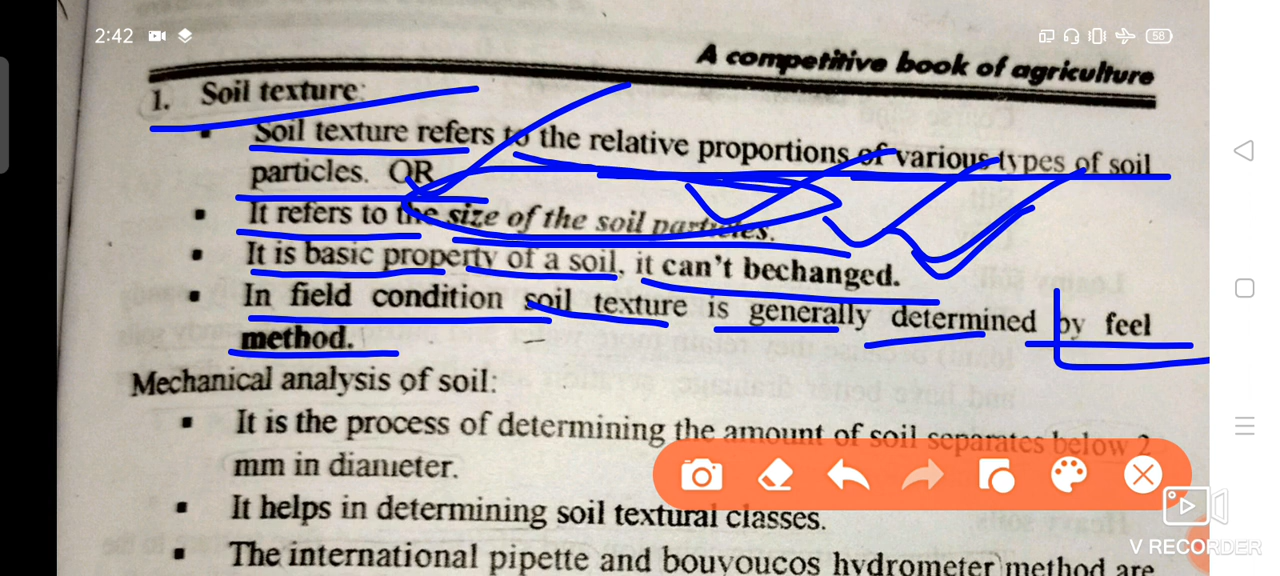 2:42
58
A competitive book of agriculture
1. Soil texture:
▪ Soil texture refers to the relative proportions of various types of soil
particles. OR
▪ It refers to the size of the soil particles.
▪ It is basic property of a soil, it can't bechanged.
▪ In field condition soil texture is generally determined by feel
method.
Mechanical analysis of soil:
▪ It is the process of determining the amount of soil separates below 2
mm in diameter.
▪ It helps in determining soil textural classes.
▪ The international pipette and bouyoucos hydrometer method are
V RECORDER